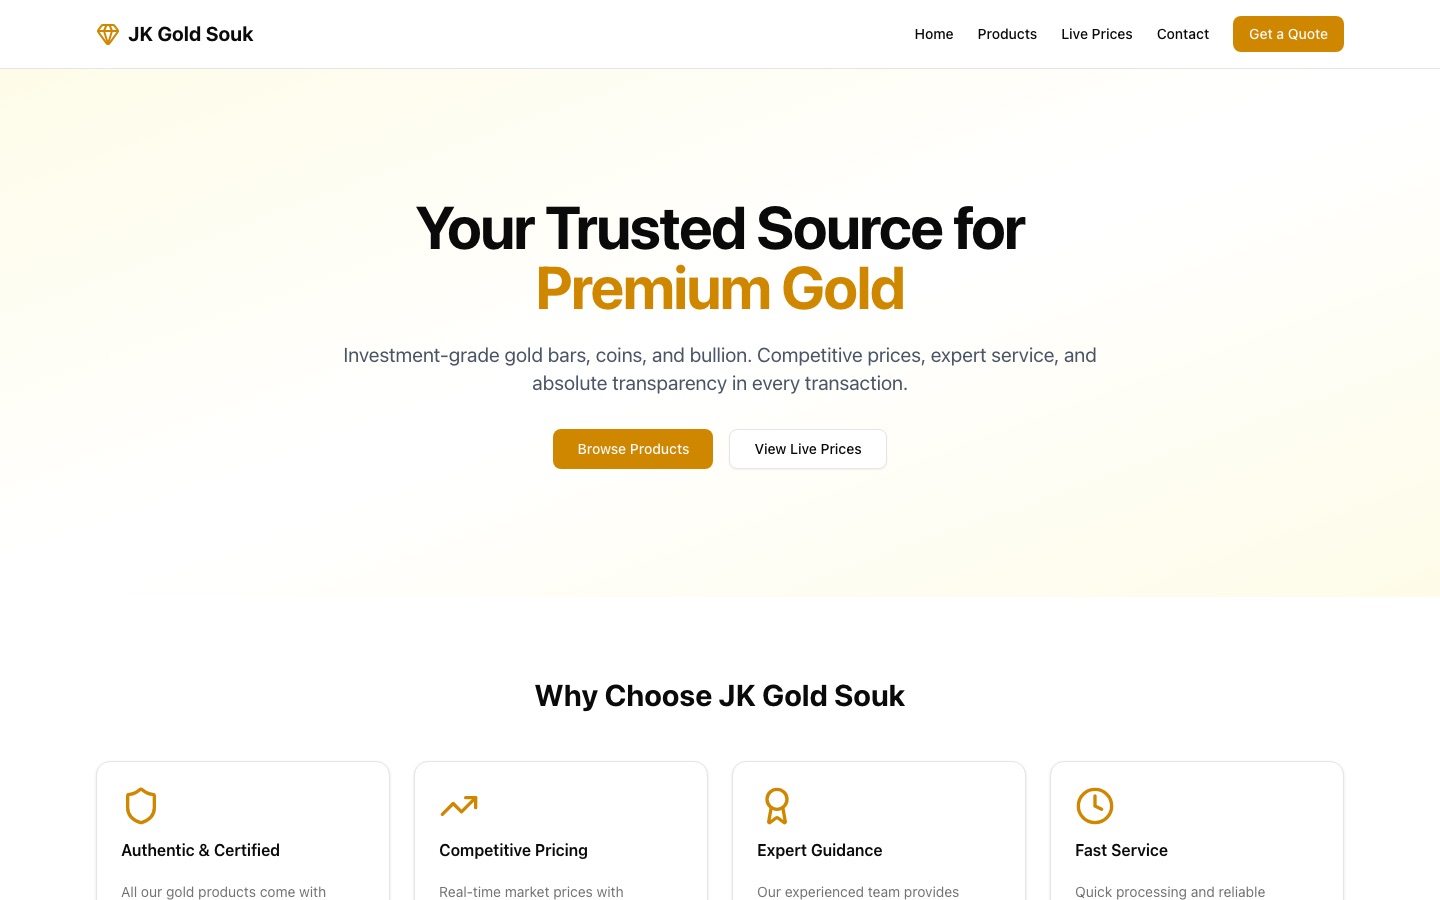 JK Gold Souk
Home
Products
Live Prices
Contact
Get a Quote
Your Trusted Source for
Premium Gold
Investment-grade gold bars, coins, and bullion. Competitive prices, expert service, and
absolute transparency in every transaction.
Browse Products
View Live Prices
Why Choose JK Gold Souk
Authentic & Certified
All our gold products come with
Competitive Pricing
Real-time market prices with
Expert Guidance
Our experienced team provides
Fast Service
Quick processing and reliable